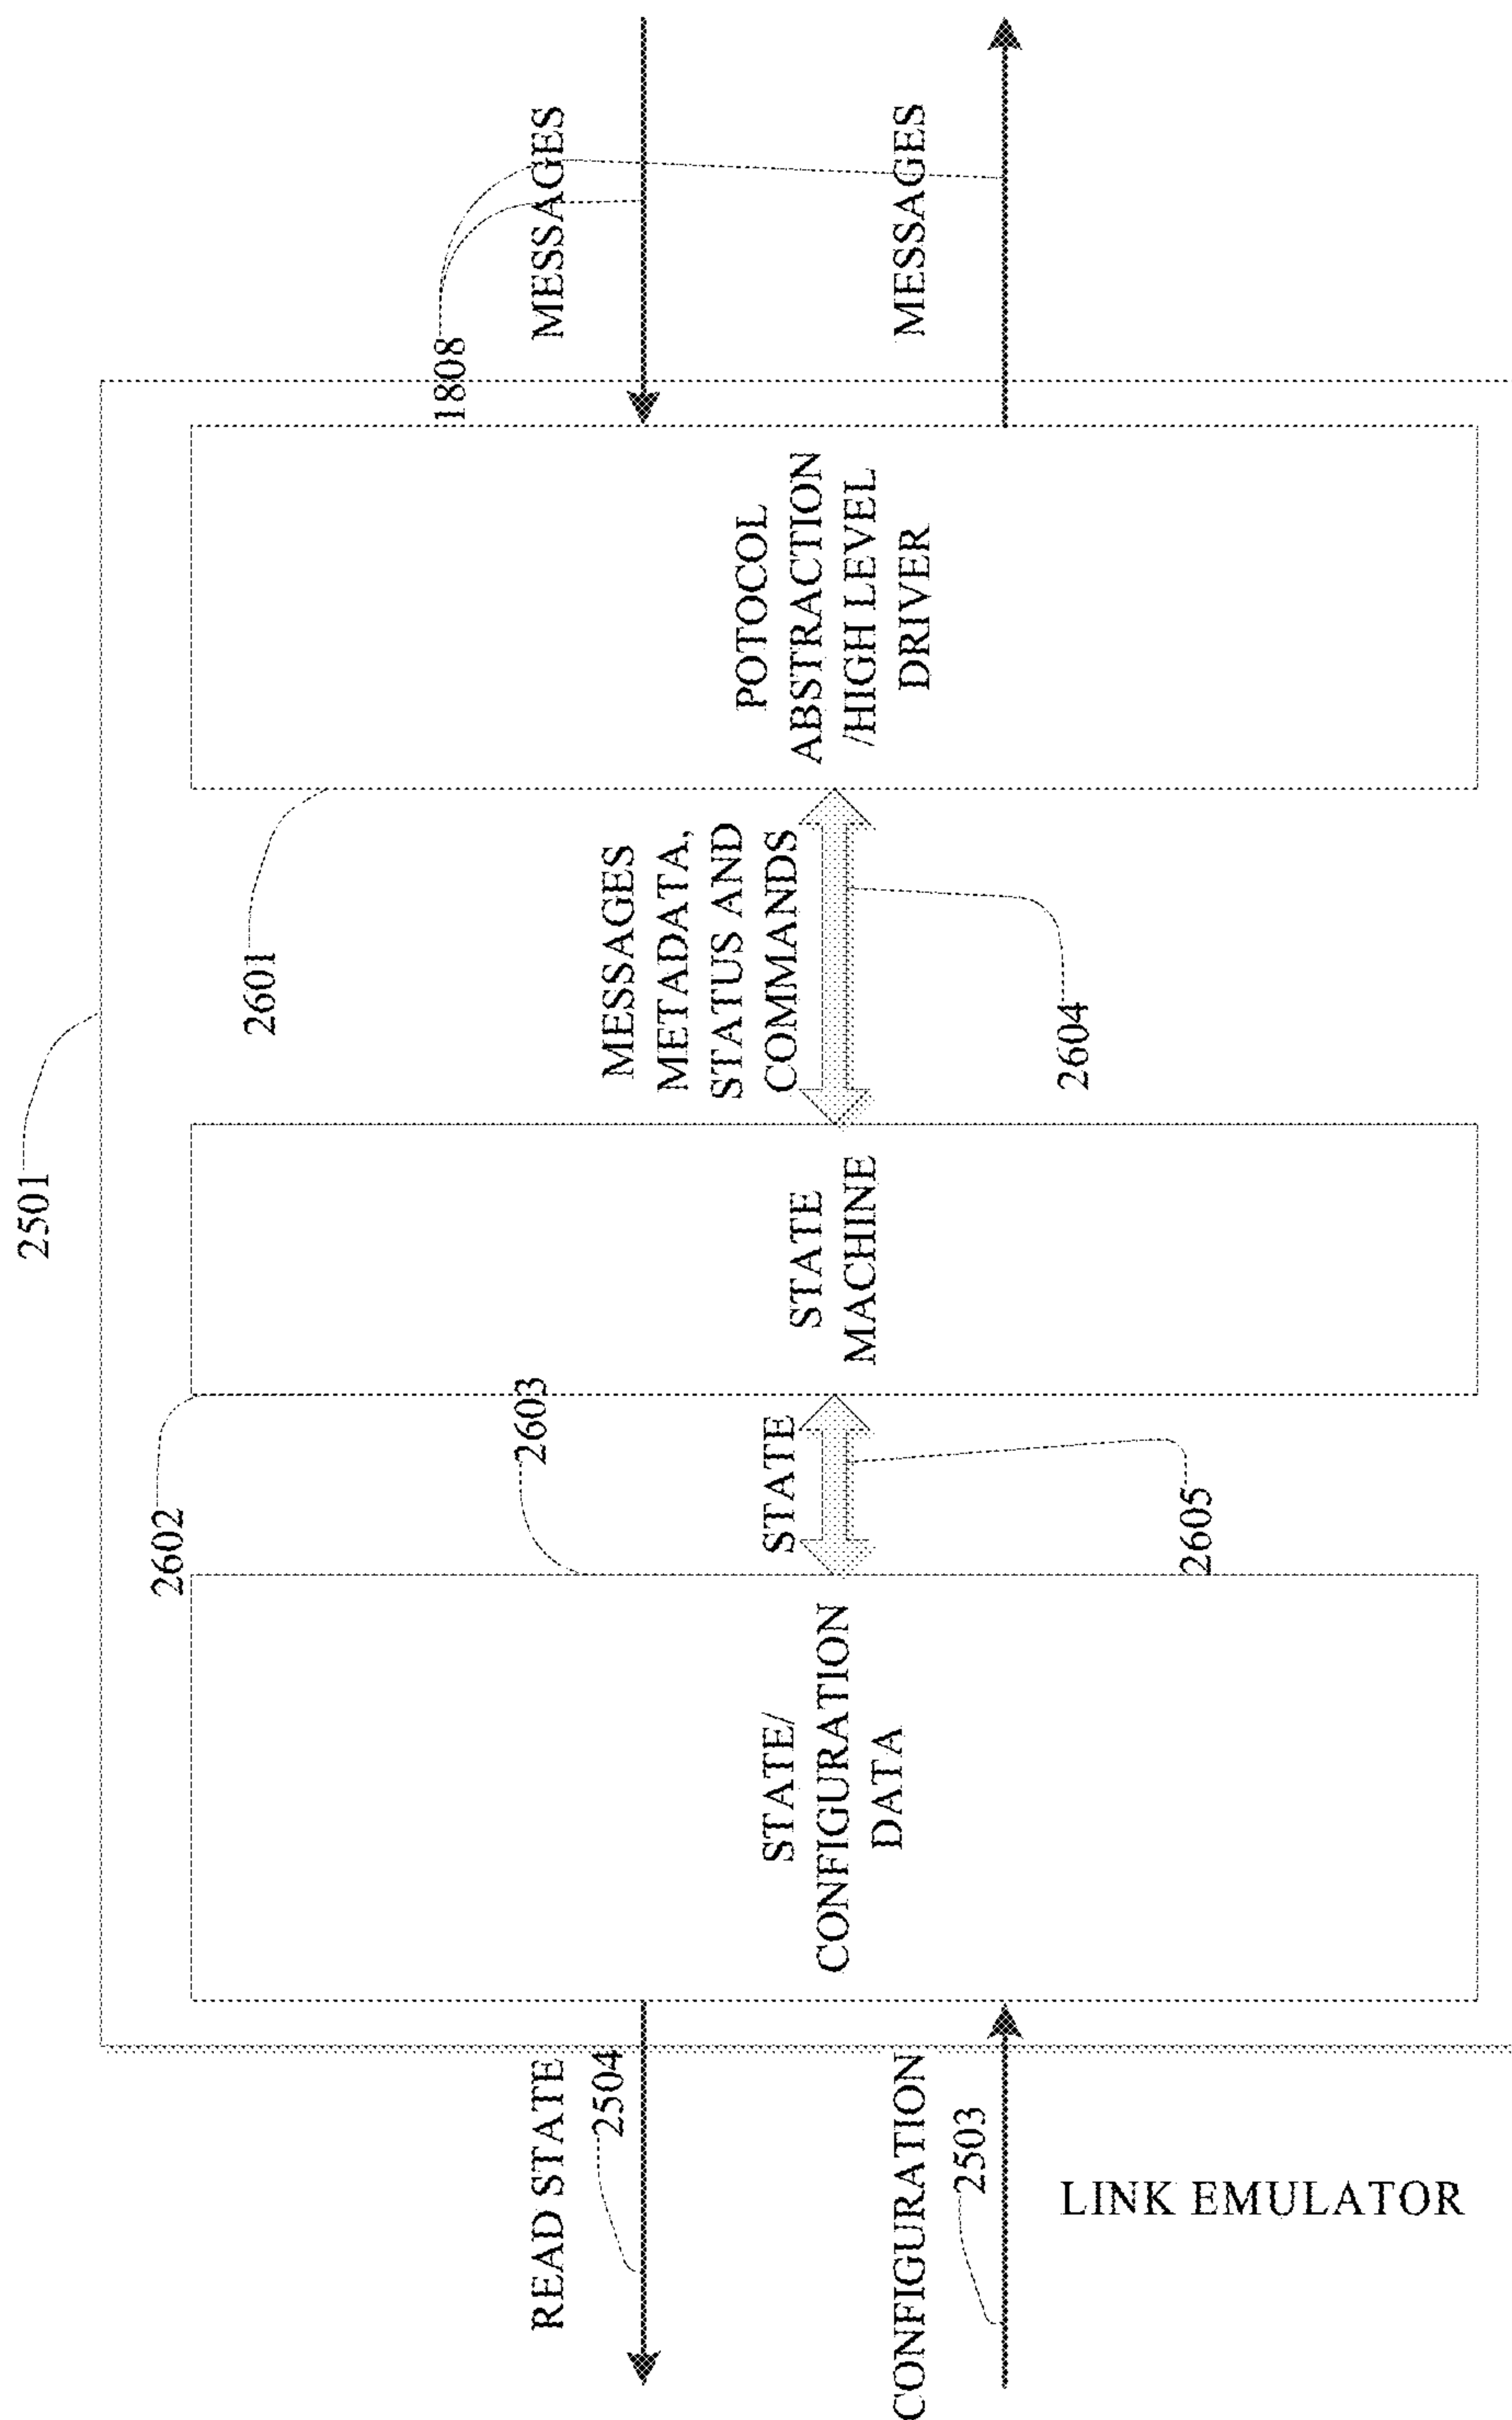 2501
2602
2601
2603
1808
READ STATE
2504
MESSAGES
STATE/
CONFIGURATION
DATA
STATE
STATE
MACHINE
MESSAGES
METADATA,
STATUS AND
COMMANDS
POTOCOL
ABSTRACTION
/HIGH LEVEL
DRIVER
CONFIGURATION
2503
MESSAGES
2605
2604
LINK EMULATOR